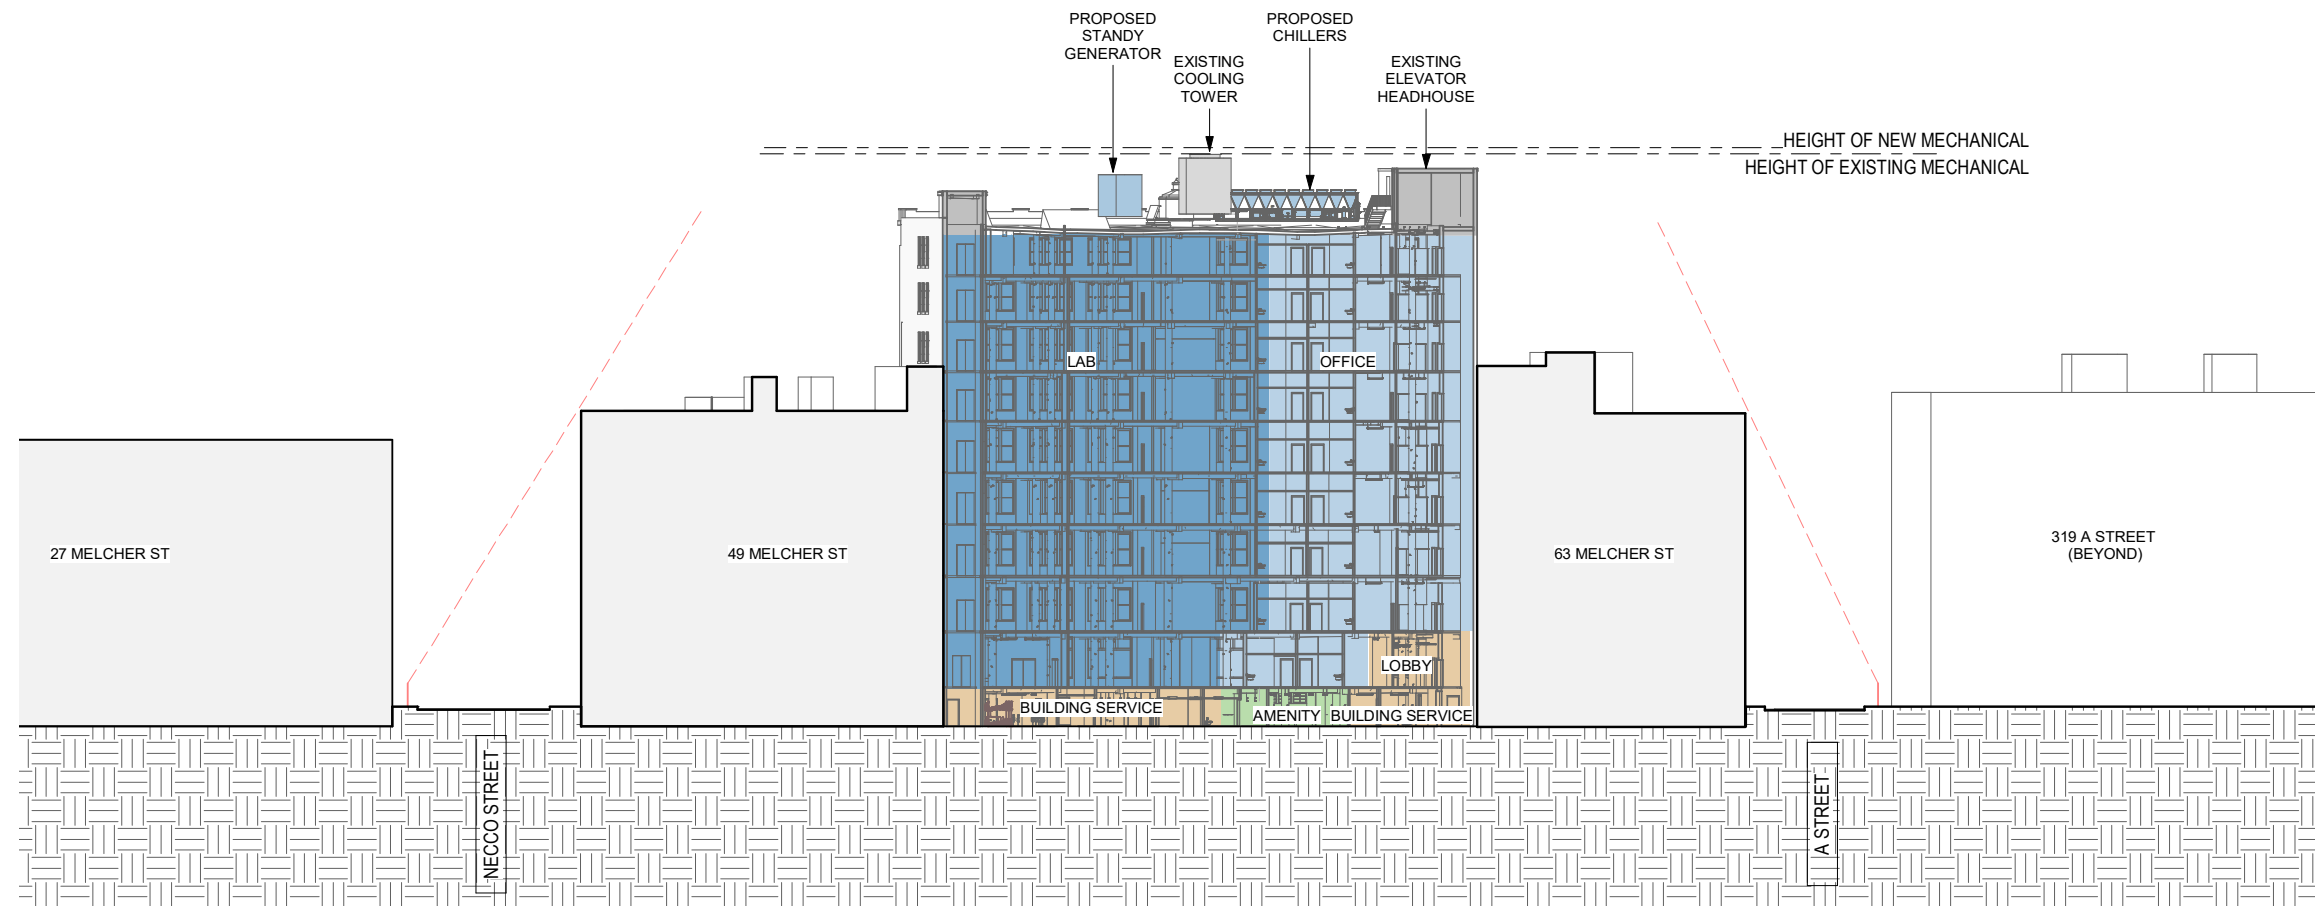 PROPOSED
STANDY
GENERATOR
EXISTING
COOLING
TOWER
PROPOSED
CHILLERS
EXISTING
ELEVATOR
HEADHOUSE
HEIGHT OF NEW MECHANICAL
HEIGHT OF EXISTING MECHANICAL
LAB
OFFICE
27 MELCHER ST
49 MELCHER ST
63 MELCHER ST
319 A STREET
(BEYOND)
LOBBY
BUILDING SERVICE
AMENITY
BUILDING SERVICE
NECCO STREET
A STREET